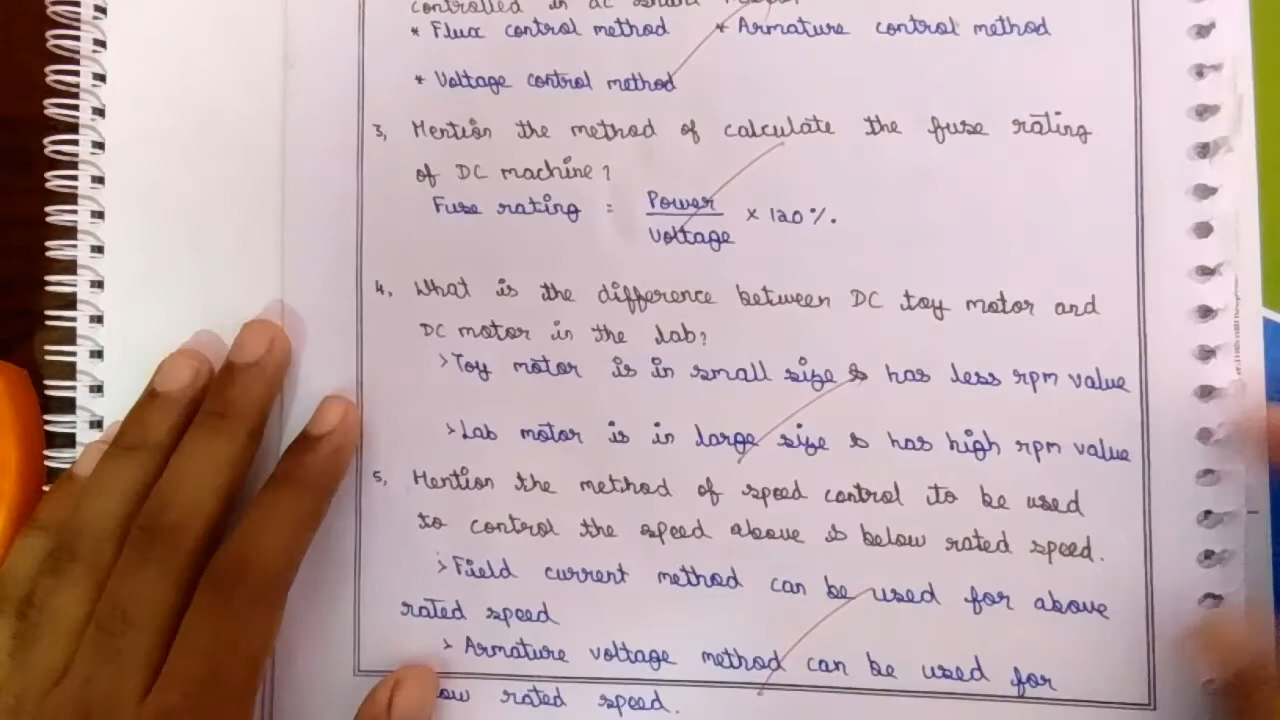 controlled in dc shunt
* Flux control method * Armature control method
* Voltage control method
3, Mention the method of calculate the fuse rating
of DC machine?
Fuse rating = Power / Voltage × 120%.
4, What is the difference between DC toy motor and
DC motor in the lab?
> Toy motor is in small size & has less rpm value
> Lab motor is in large size & has high rpm value
5, Mention the method of speed control to be used
to control the speed above & below rated speed.
> Field current method can be used for above
rated speed
> Armature voltage method can be used for
ow rated speed.